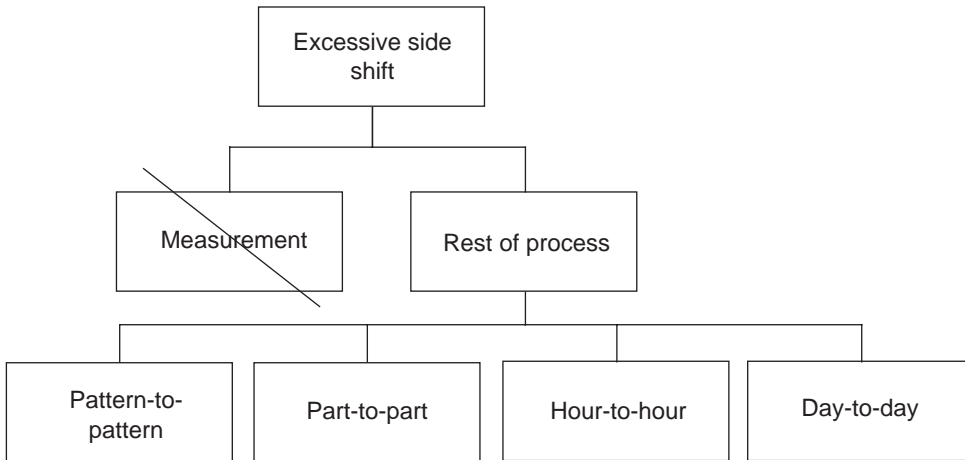 Excessive side
shift
Measurement
Rest of process
Pattern-to-
pattern
Part-to-part
Hour-to-hour
Day-to-day